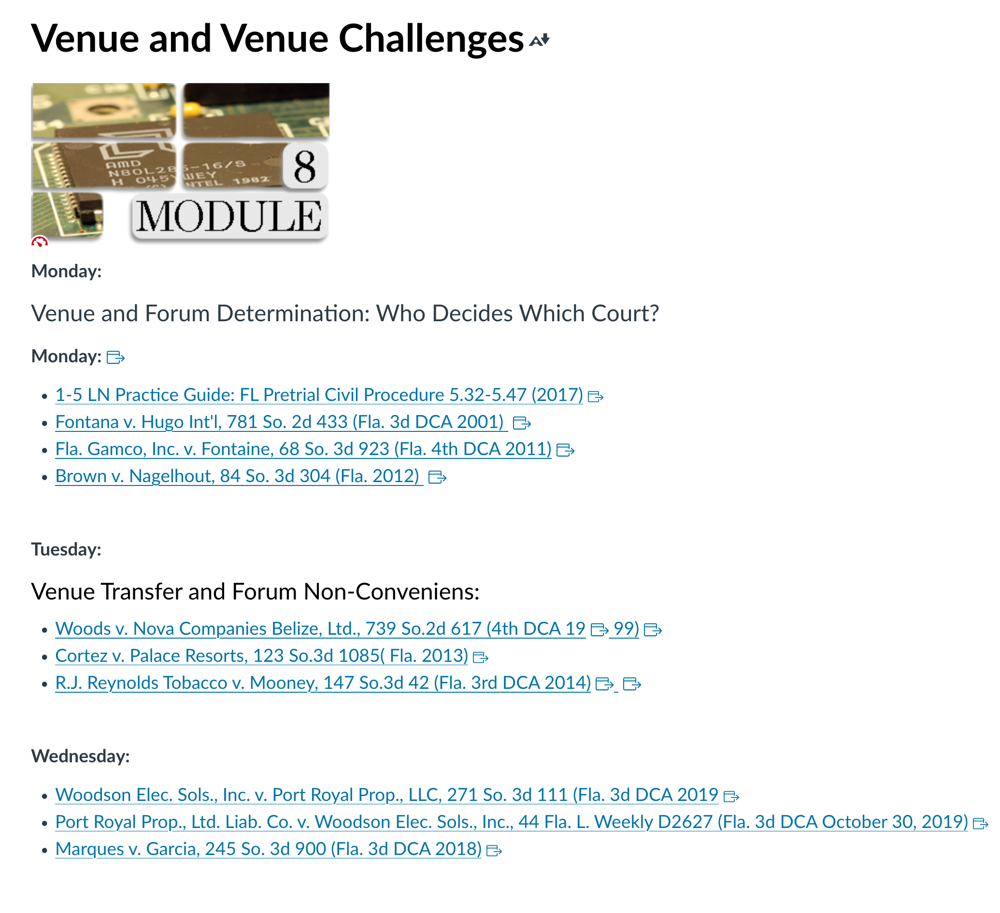 Venue and Venue Challenges
AMD
N80L286-16/S
H 045 WEY
INTEL 1982
8
MODULE
Monday:
Venue and Forum Determination: Who Decides Which Court?
Monday:
1-5 LN Practice Guide: FL Pretrial Civil Procedure 5.32-5.47 (2017)
Fontana v. Hugo Int'l, 781 So. 2d 433 (Fla. 3d DCA 2001)
Fla. Gamco, Inc. v. Fontaine, 68 So. 3d 923 (Fla. 4th DCA 2011)
Brown v. Nagelhout, 84 So. 3d 304 (Fla. 2012)
Tuesday:
Venue Transfer and Forum Non-Conveniens:
Woods v. Nova Companies Belize, Ltd., 739 So.2d 617 (4th DCA 19 99)
Cortez v. Palace Resorts, 123 So.3d 1085( Fla. 2013)
R.J. Reynolds Tobacco v. Mooney, 147 So.3d 42 (Fla. 3rd DCA 2014)
Wednesday:
Woodson Elec. Sols., Inc. v. Port Royal Prop., LLC, 271 So. 3d 111 (Fla. 3d DCA 2019
Port Royal Prop., Ltd. Liab. Co. v. Woodson Elec. Sols., Inc., 44 Fla. L. Weekly D2627 (Fla. 3d DCA October 30, 2019)
Marques v. Garcia, 245 So. 3d 900 (Fla. 3d DCA 2018)